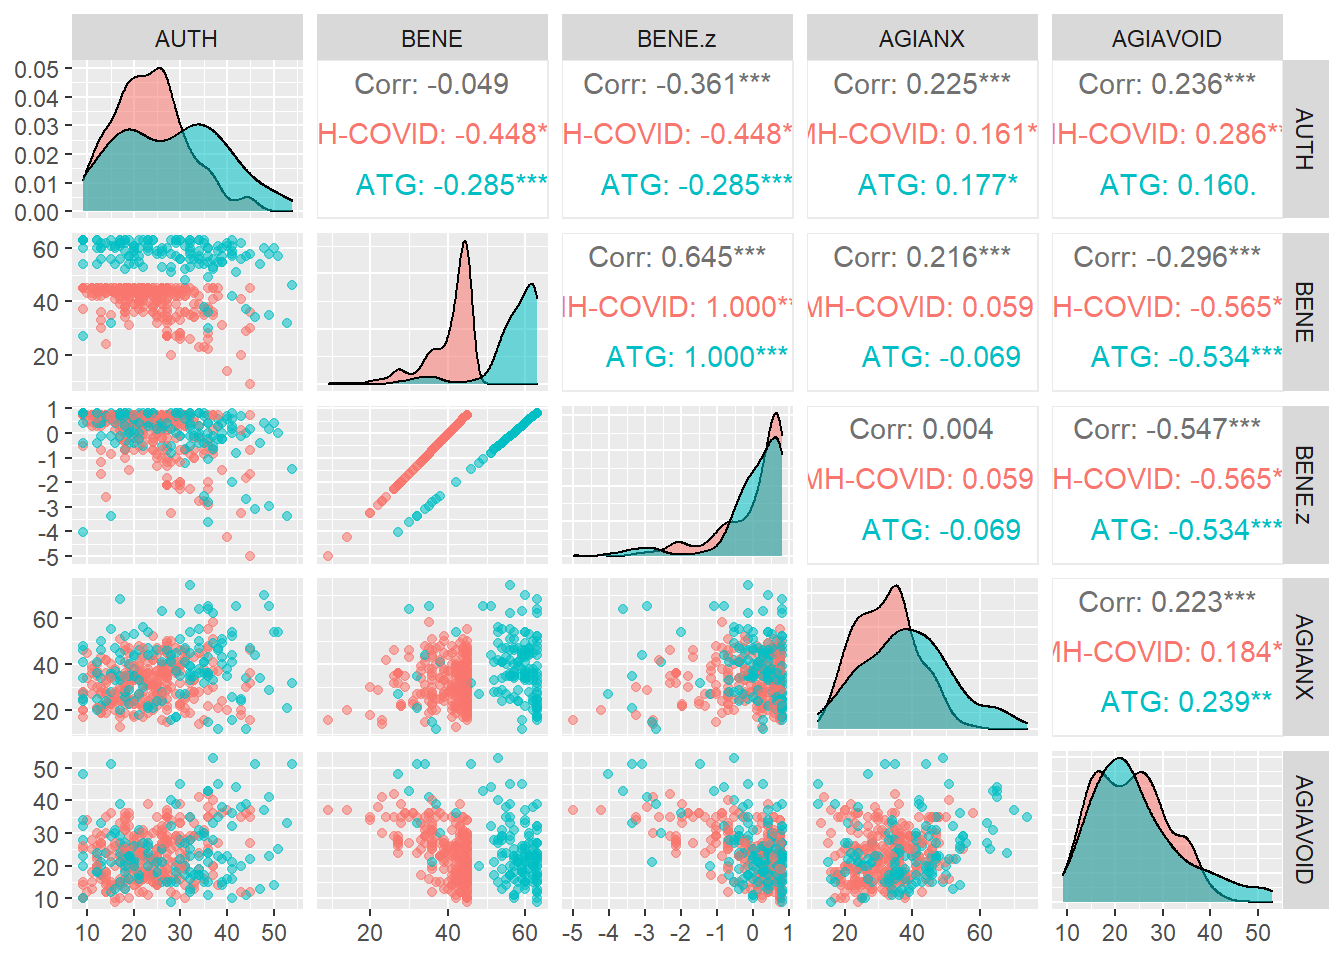 AUTH BENE BENE.z AGIANX AGIAVOID
0.05
0.04
0.03
0.02
0.01
0.00
Corr: -0.049
H-COVID: -0.448*
ATG: -0.285***
Corr: -0.361***
H-COVID: -0.448*
ATG: -0.285***
Corr: 0.225***
MH-COVID: 0.161*
ATG: 0.177*
Corr: 0.236***
MH-COVID: 0.286**
ATG: 0.160.
AUTH
60
40
20
Corr: 0.645***
MH-COVID: 1.000**
ATG: 1.000***
Corr: 0.216***
MH-COVID: 0.059
ATG: -0.069
Corr: -0.296***
H-COVID: -0.565*
ATG: -0.534***
BENE
1
0
-1
-2
-3
-4
-5
Corr: 0.004
MH-COVID: 0.059
ATG: -0.069
Corr: -0.547***
H-COVID: -0.565*
ATG: -0.534***
BENE.z
60
40
20
Corr: 0.223***
MH-COVID: 0.184*
ATG: 0.239**
AGIANX
50
40
30
20
10
AGIAVOID
10 20 30 40 50
20 40 60
-5 -4 -3 -2 -1 0 1
20 40 60
10 20 30 40 50